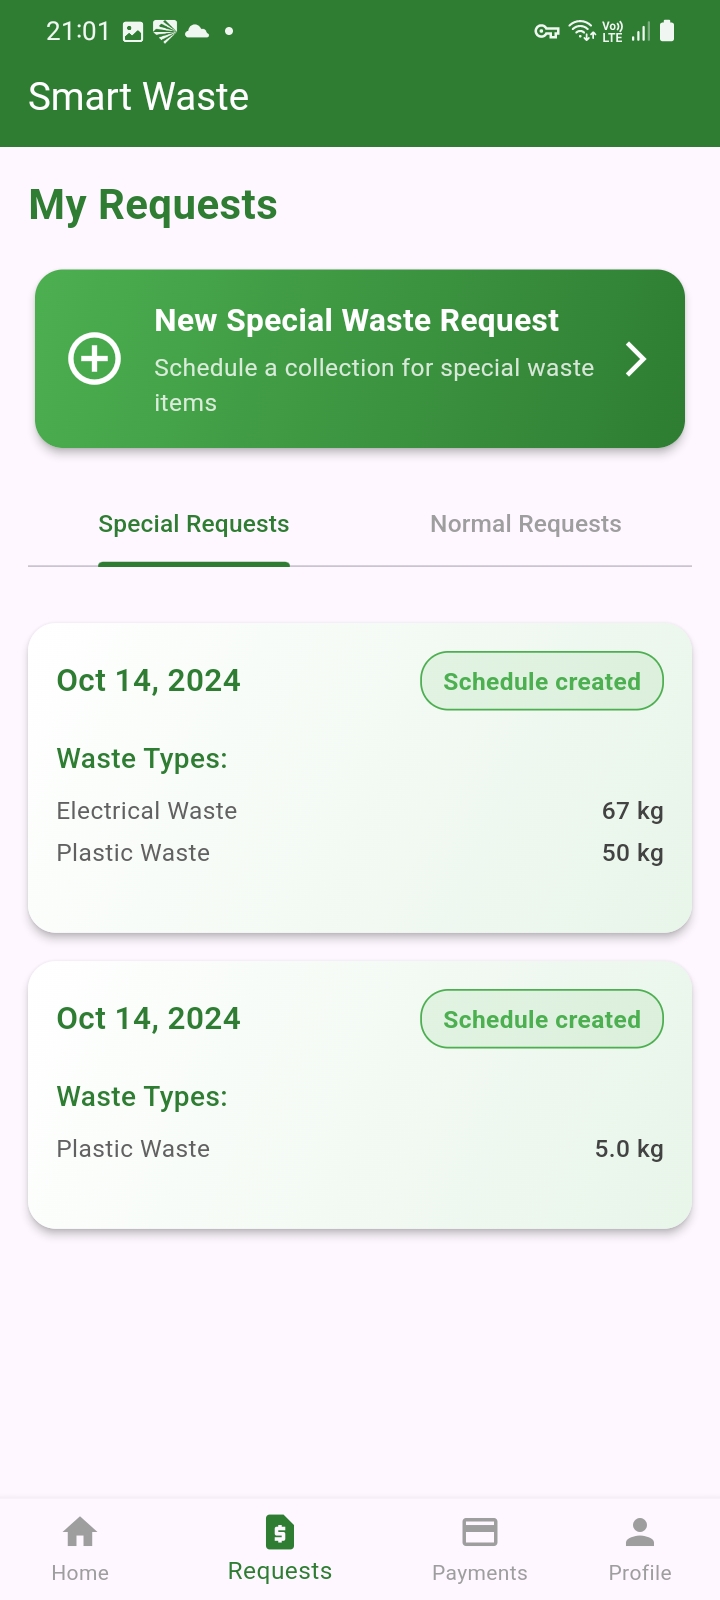 21:01
Vo)) LTE
Smart Waste
My Requests
New Special Waste Request
Schedule a collection for special waste
items
Special Requests
Normal Requests
Oct 14, 2024
Schedule created
Waste Types:
Electrical Waste 67 kg
Plastic Waste 50 kg
Oct 14, 2024
Schedule created
Waste Types:
Plastic Waste 5.0 kg
Home
Requests
Payments
Profile